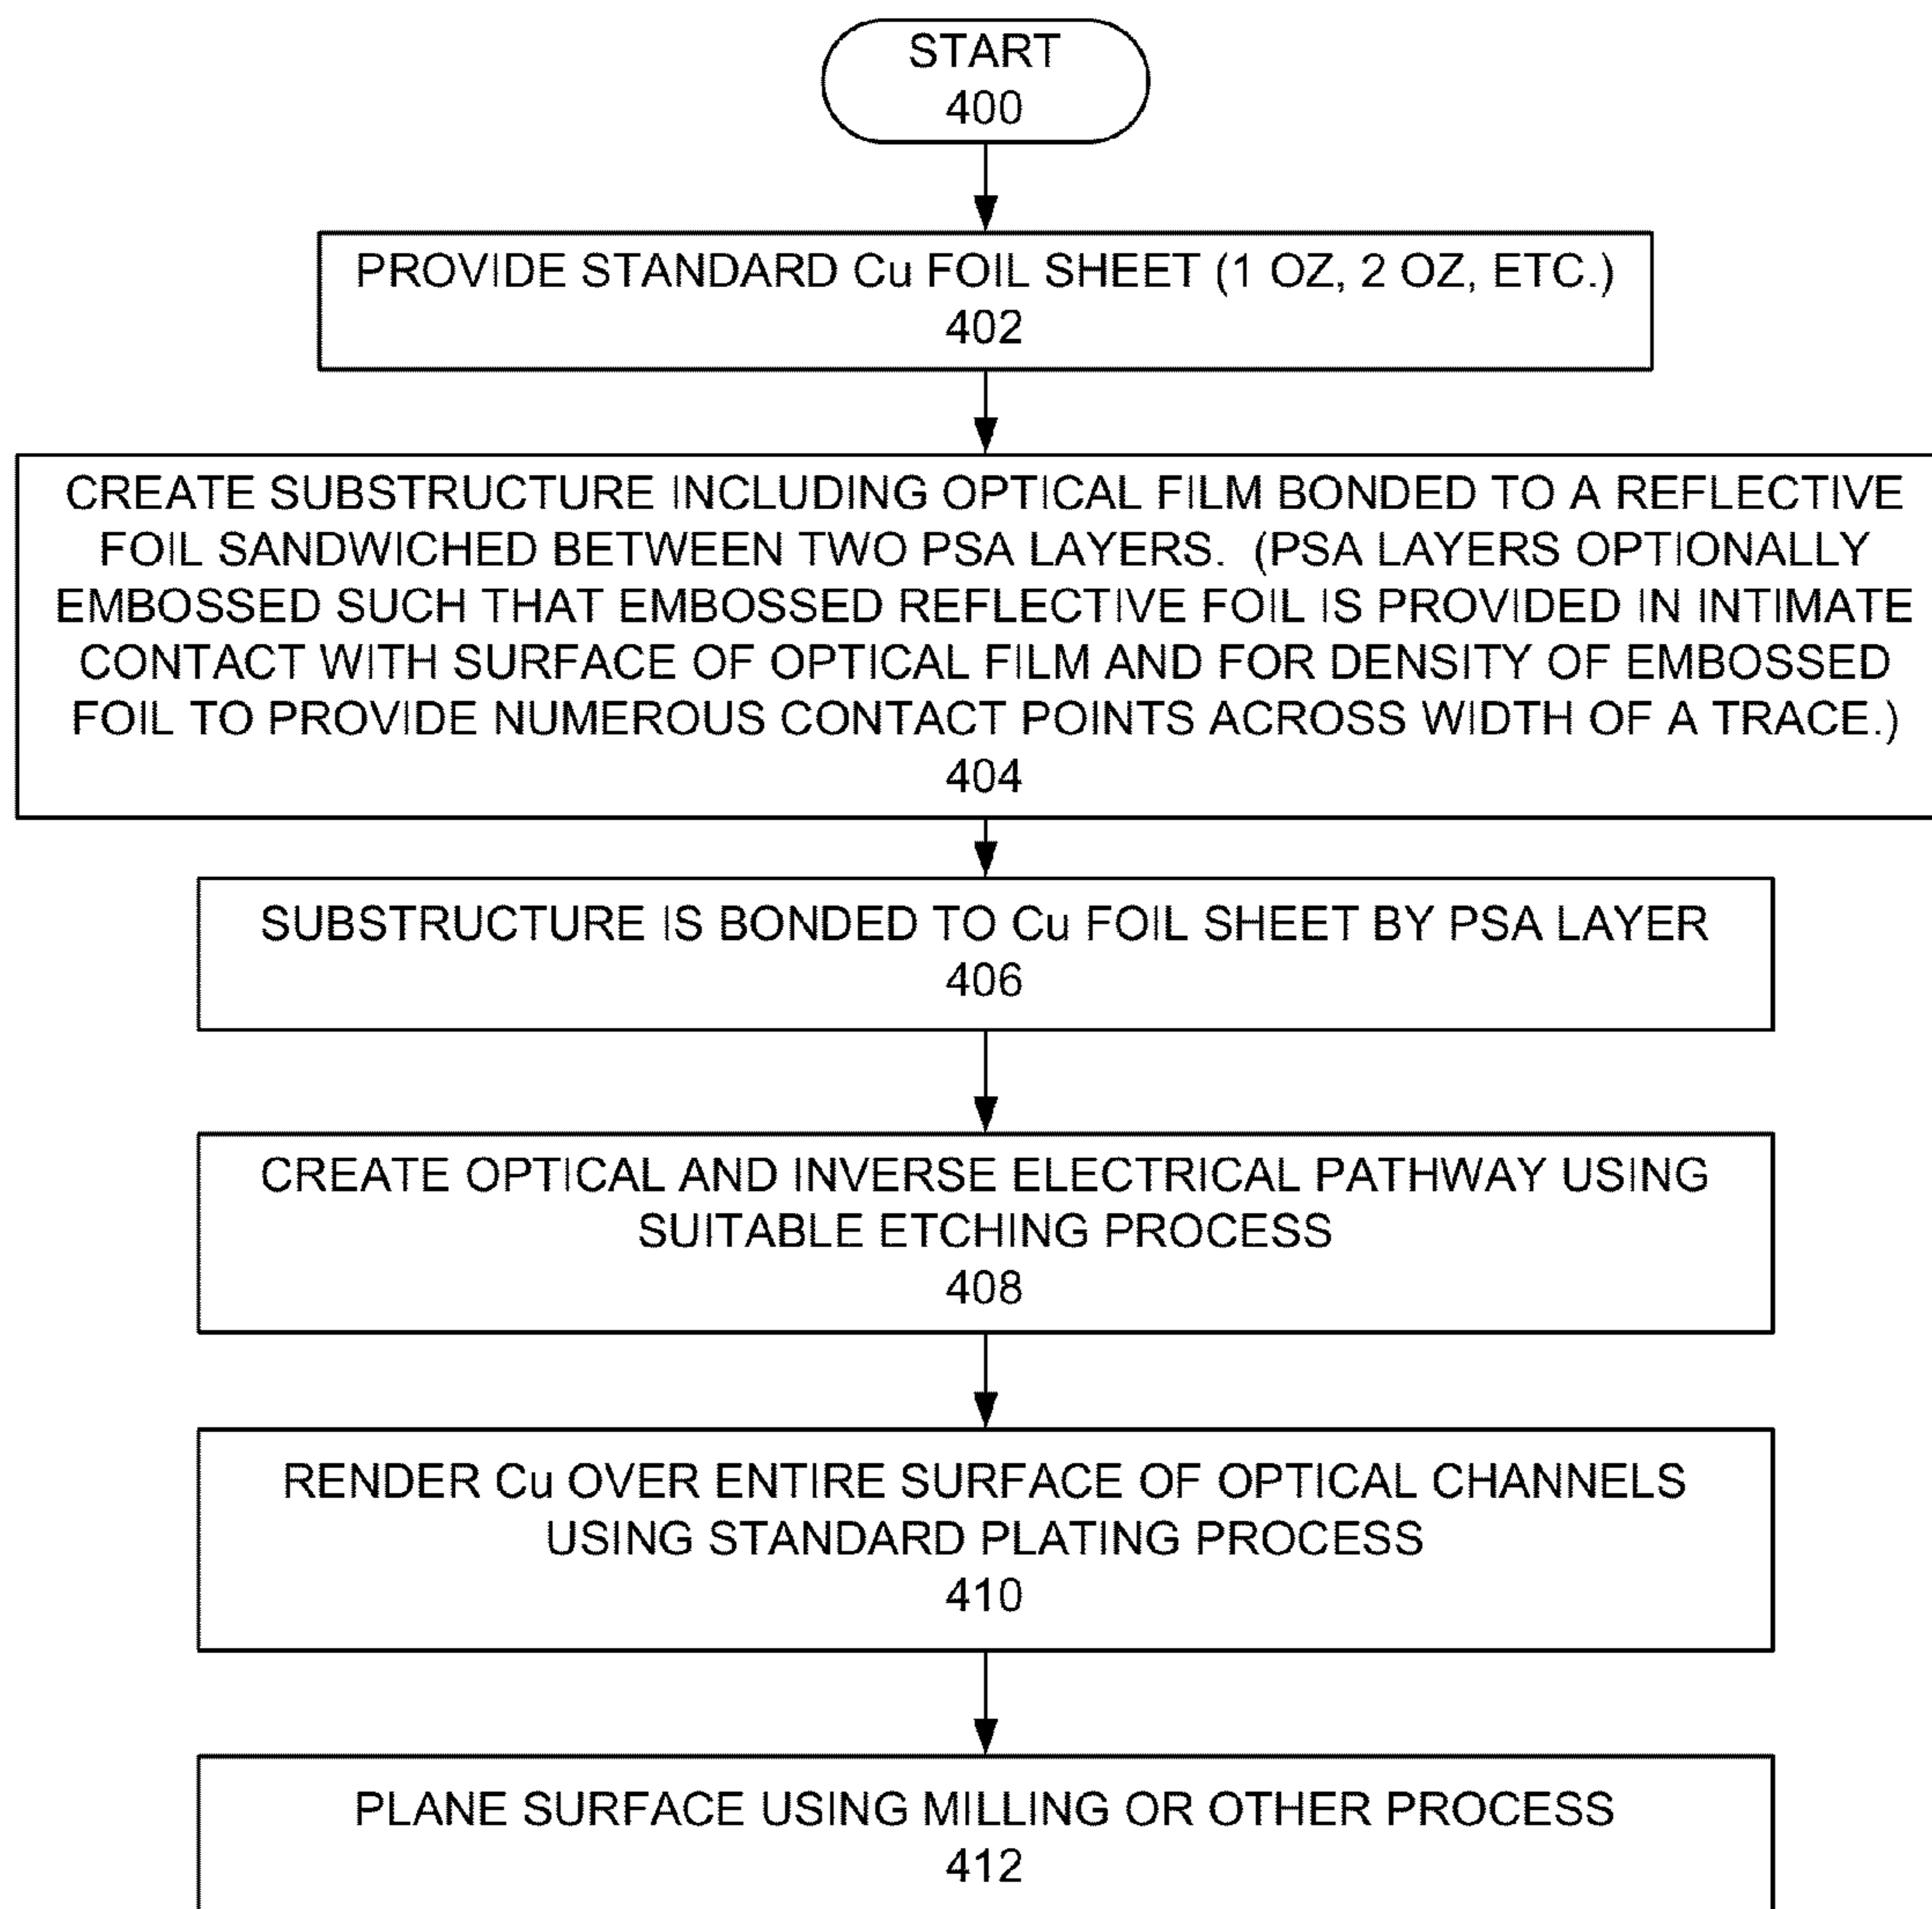 START
400
PROVIDE STANDARD Cu FOIL SHEET (1 OZ, 2 OZ, ETC.)
402
CREATE SUBSTRUCTURE INCLUDING OPTICAL FILM BONDED TO A REFLECTIVE
FOIL SANDWICHED BETWEEN TWO PSA LAYERS. (PSA LAYERS OPTIONALLY
EMBOSSED SUCH THAT EMBOSSED REFLECTIVE FOIL IS PROVIDED IN INTIMATE
CONTACT WITH SURFACE OF OPTICAL FILM AND FOR DENSITY OF EMBOSSED
FOIL TO PROVIDE NUMEROUS CONTACT POINTS ACROSS WIDTH OF A TRACE.)
404
SUBSTRUCTURE IS BONDED TO Cu FOIL SHEET BY PSA LAYER
406
CREATE OPTICAL AND INVERSE ELECTRICAL PATHWAY USING
SUITABLE ETCHING PROCESS
408
RENDER Cu OVER ENTIRE SURFACE OF OPTICAL CHANNELS
USING STANDARD PLATING PROCESS
410
PLANE SURFACE USING MILLING OR OTHER PROCESS
412